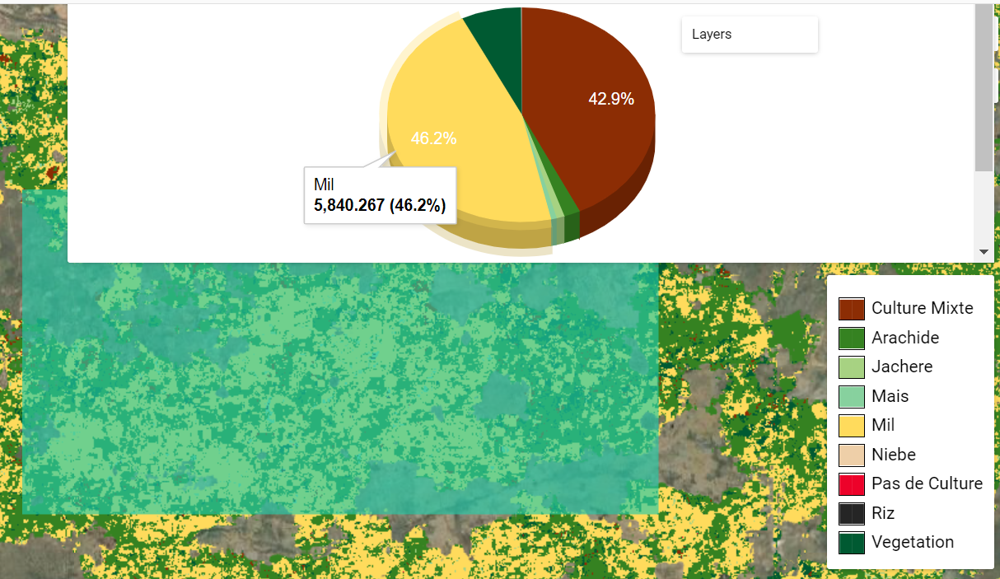 Layers
42.9%
46.2%
Mil
5,840.267 (46.2%)
Culture Mixte
Arachide
Jachere
Mais
Mil
Niebe
Pas de Culture
Riz
Vegetation